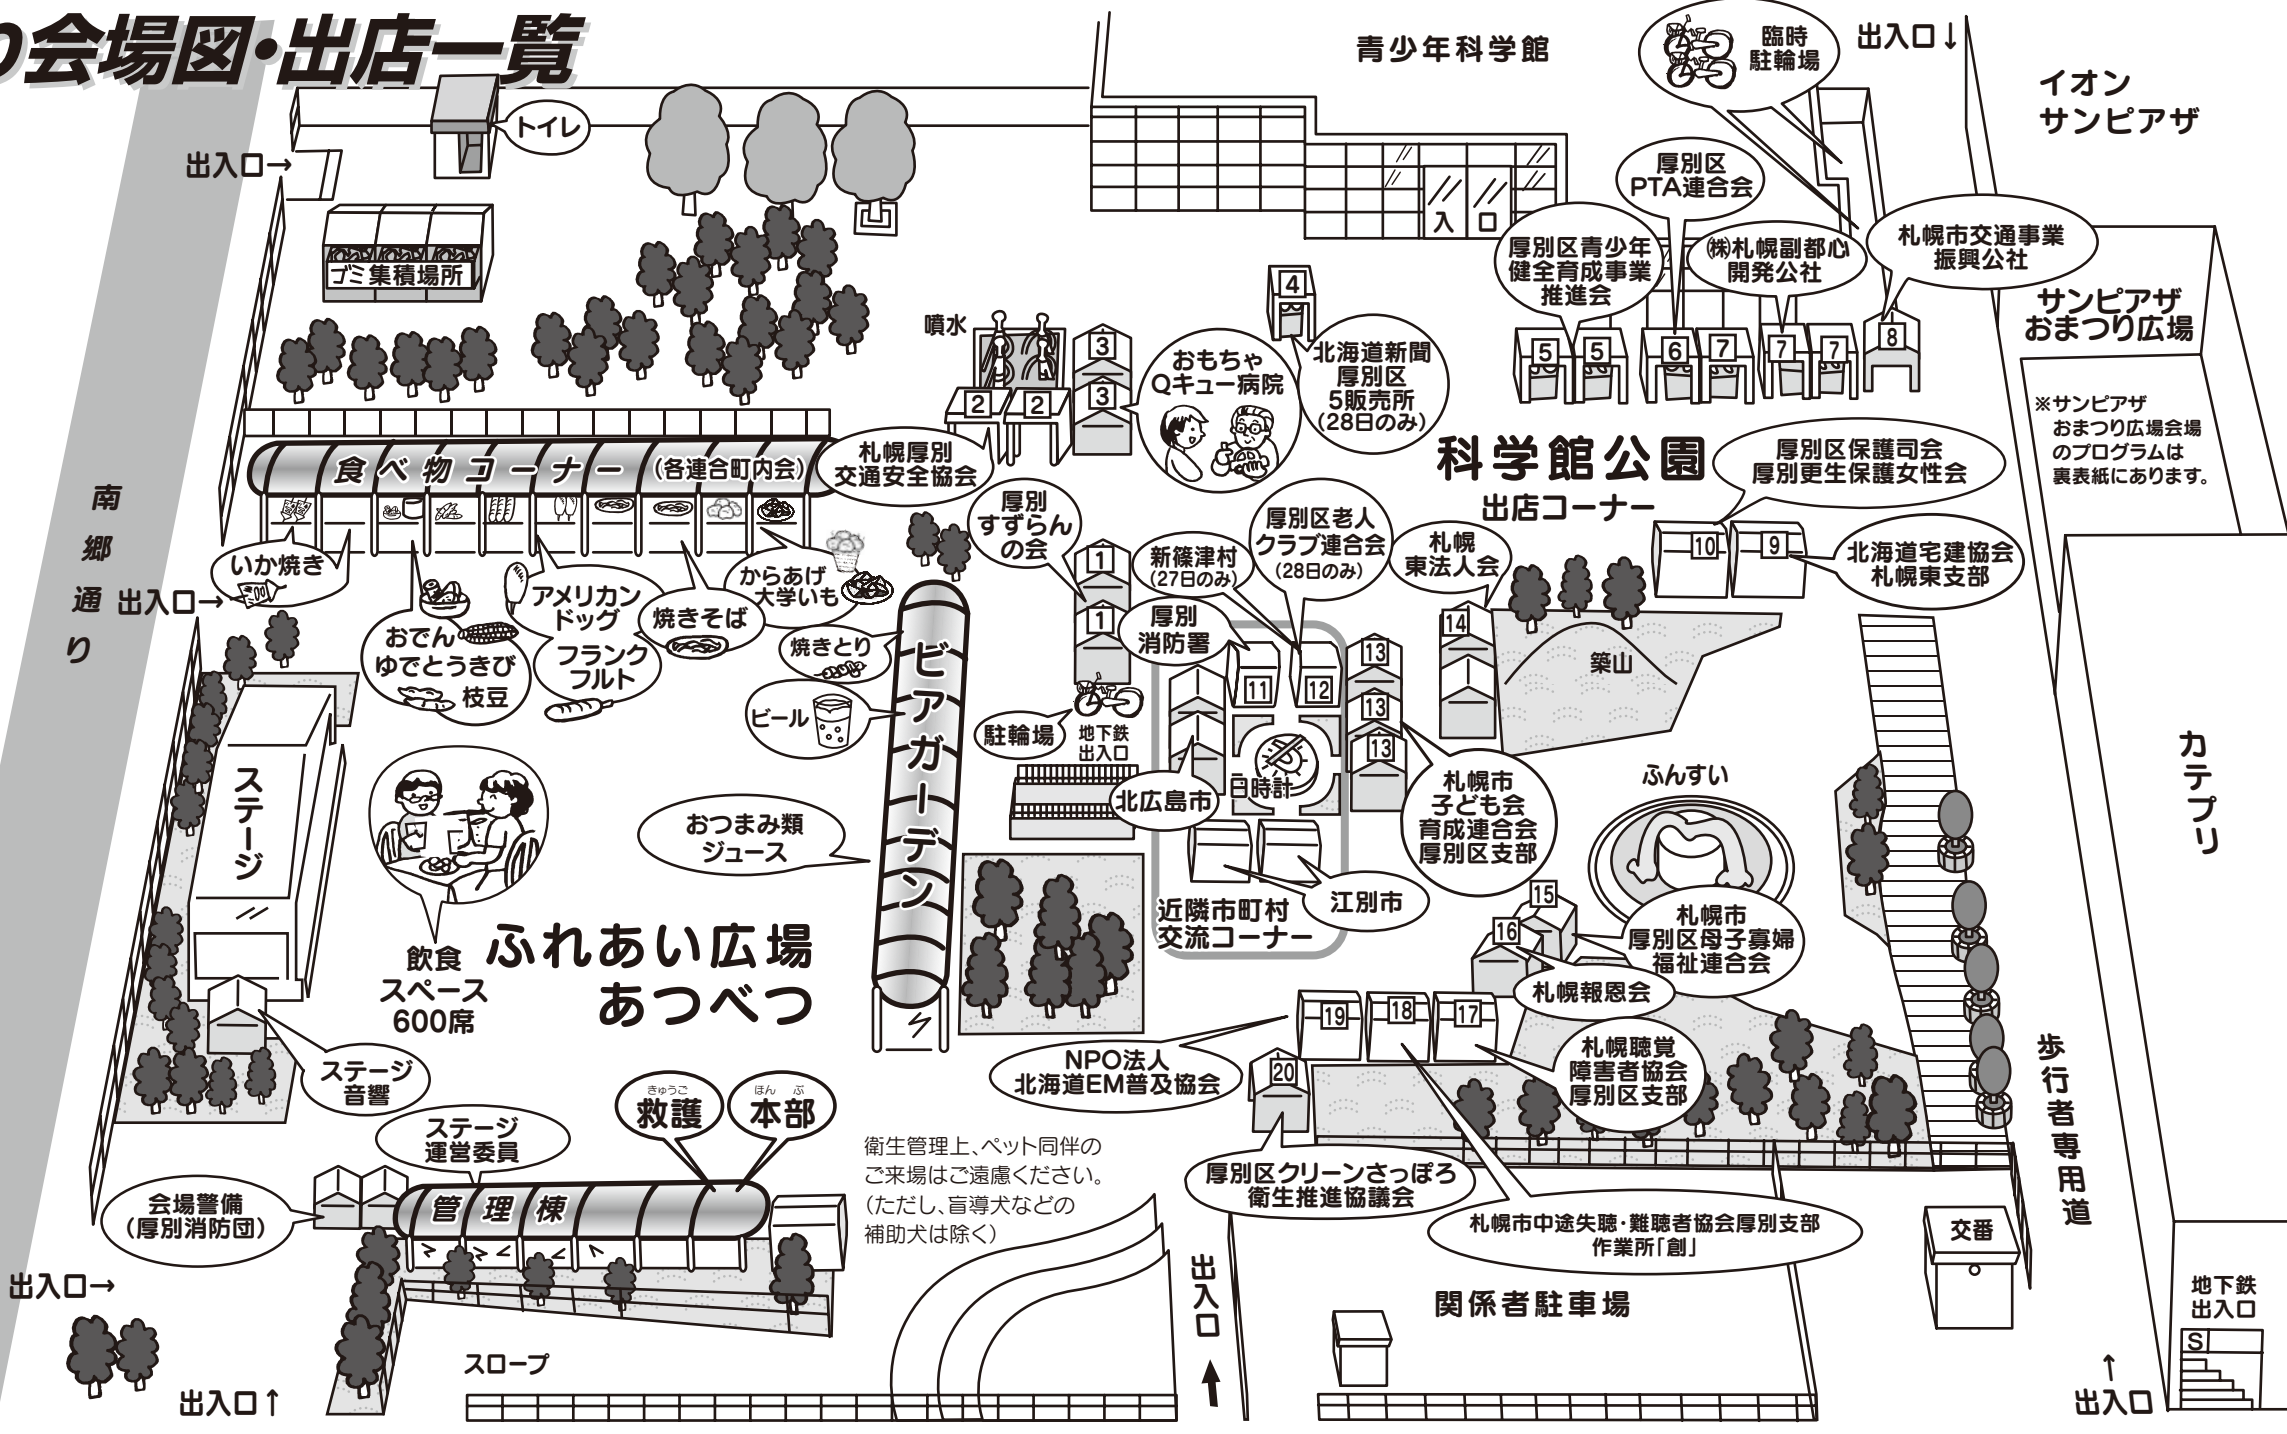 り会場図・出店一覧
青少年科学館
臨時
駐輪場
出入口↓
イオン
サンピアザ
トイレ
出入口→
ゴミ集積場所
入口
厚別区
PTA連合会
厚別区青少年
健全育成事業
推進会
㈱札幌副都心
開発公社
札幌市交通事業
振興公社
サンピアザ
おまつり広場
※サンピアザ
おまつり広場会場
のプログラムは
裏表紙にあります。
噴水
2
2
3
3
4
5
5
6
7
7
7
8
おもちゃ
Qキュー病院
北海道新聞
厚別区
5販売所
(28日のみ)
札幌厚別
交通安全協会
食べ物コーナー(各連合町内会)
南郷通り
いか焼き
出入口→
おでん
ゆでとうきび
枝豆
アメリカン
ドッグ
フランク
フルト
焼きそば
からあげ
大学いも
焼きとり
ビール
ビアガーデン
おつまみ類
ジュース
科学館公園
出店コーナー
厚別区保護司会
厚別更生保護女性会
10
9
北海道宅建協会
札幌東支部
厚別
すずらん
の会
1
1
新篠津村
(27日のみ)
厚別区老人
クラブ連合会
(28日のみ)
札幌
東法人会
厚別
消防署
11
12
13
13
13
14
築山
駐輪場
地下鉄
出入口
北広島市
日時計
札幌市
子ども会
育成連合会
厚別区支部
江別市
近隣市町村
交流コーナー
ふんすい
カテプリ
15
16
札幌市
厚別区母子寡婦
福祉連合会
札幌報恩会
17
18
19
20
札幌聴覚
障害者協会
厚別区支部
NPO法人
北海道EM普及協会
厚別区クリーンさっぽろ
衛生推進協議会
札幌市中途失聴・難聴者協会厚別支部
作業所「創」
ステージ
飲食
スペース
600席
ふれあい広場
あつべつ
ステージ
音響
ステージ
運営委員
きゅうご
救護
ほんぶ
本部
衛生管理上、ペット同伴の
ご来場はご遠慮ください。
(ただし、盲導犬などの
補助犬は除く)
会場警備
(厚別消防団)
管理棟
出入口→
出入口↑
スロープ
出入口
関係者駐車場
歩行者専用道
交番
地下鉄
出入口
S
↑
出入口